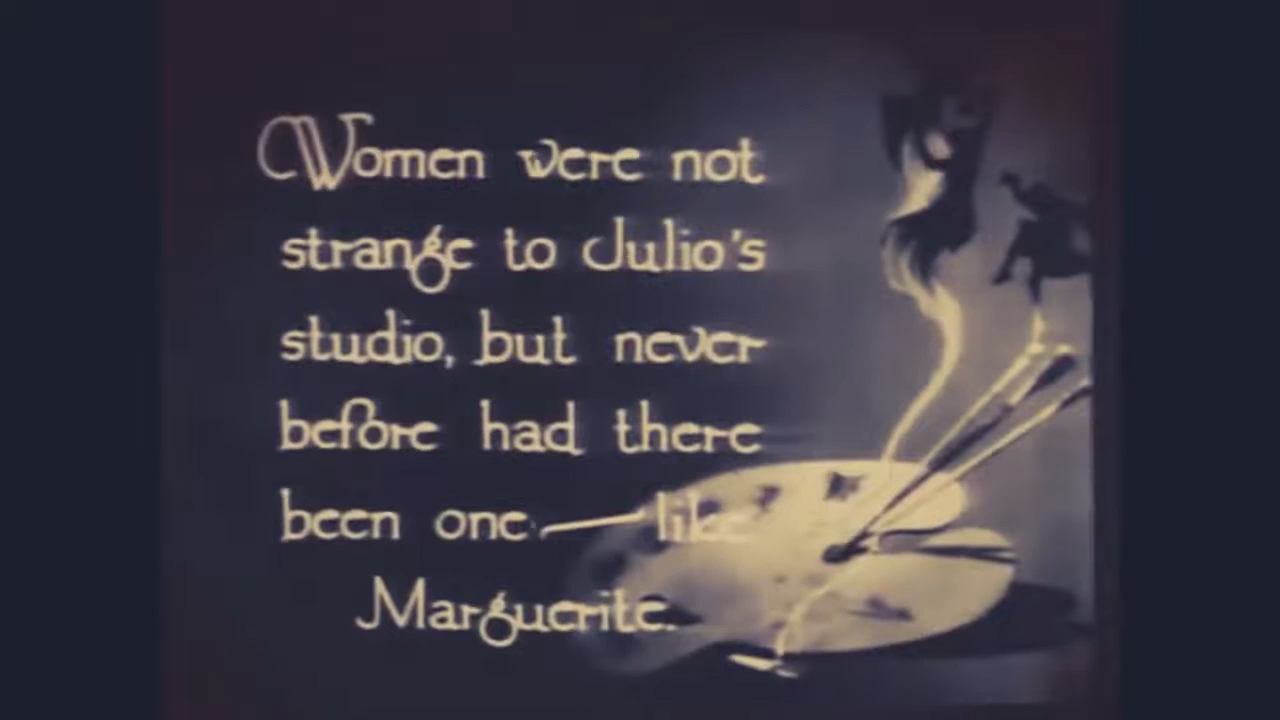 Women were not
strange to Julio's
studio, but never
before had there
been one — like
Marguerite.